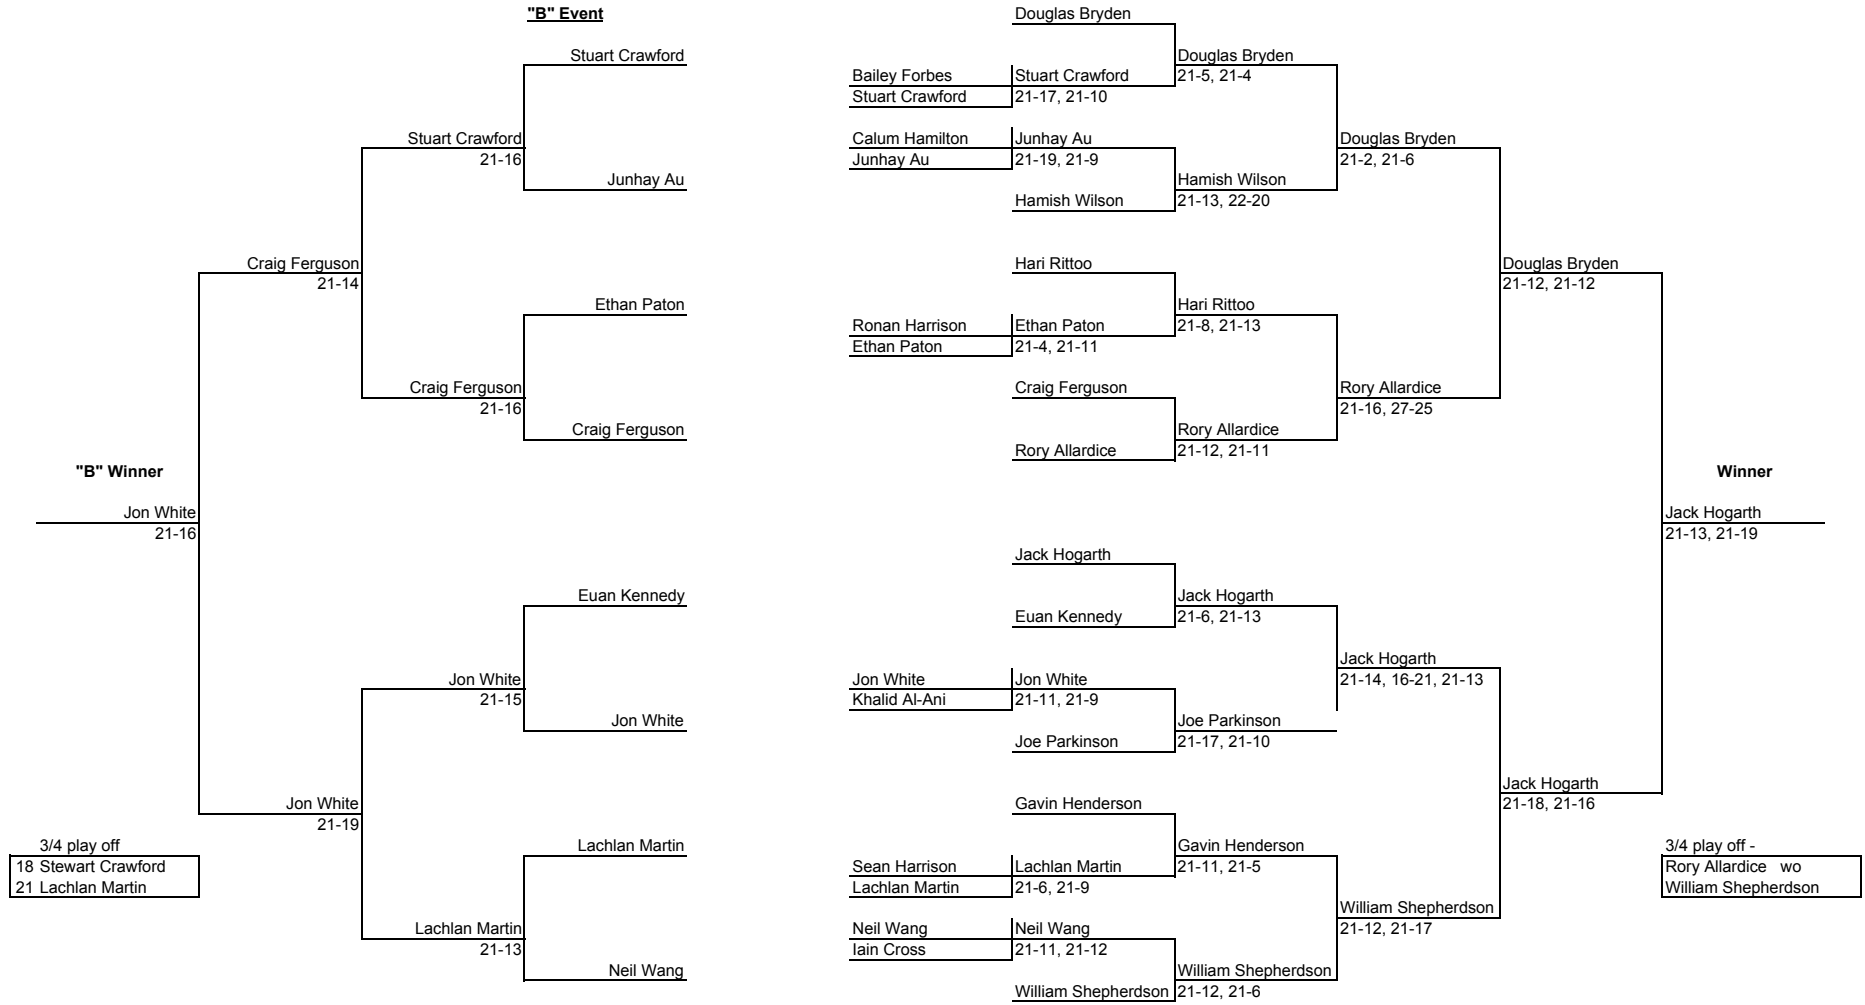 "B" Event
Douglas Bryden
Stuart Crawford
Douglas Bryden
Bailey Forbes
Stuart Crawford
21-5, 21-4
Stuart Crawford
21-17, 21-10
Stuart Crawford
Calum Hamilton
Junhay Au
Douglas Bryden
21-16
Junhay Au
21-19, 21-9
21-2, 21-6
Junhay Au
Hamish Wilson
Hamish Wilson
21-13, 22-20
Craig Ferguson
Hari Rittoo
Douglas Bryden
21-14
21-12, 21-12
Ethan Paton
Hari Rittoo
Ronan Harrison
Ethan Paton
21-8, 21-13
Ethan Paton
21-4, 21-11
Craig Ferguson
Craig Ferguson
Rory Allardice
21-16
21-16, 27-25
Craig Ferguson
Rory Allardice
Rory Allardice
21-12, 21-11
"B" Winner
Winner
Jon White
Jack Hogarth
21-16
21-13, 21-19
Jack Hogarth
Euan Kennedy
Jack Hogarth
Euan Kennedy
21-6, 21-13
Jack Hogarth
Jon White
Jon White
Jon White
21-14, 16-21, 21-13
21-15
Khalid Al-Ani
21-11, 21-9
Jon White
Joe Parkinson
Joe Parkinson
21-17, 21-10
Jack Hogarth
Jon White
Gavin Henderson
21-18, 21-16
21-19
3/4 play off
Lachlan Martin
Gavin Henderson
3/4 play off -
18 Stewart Crawford
Sean Harrison
Lachlan Martin
21-11, 21-5
Rory Allardice wo
21 Lachlan Martin
Lachlan Martin
21-6, 21-9
William Shepherdson
William Shepherdson
Lachlan Martin
Neil Wang
Neil Wang
21-12, 21-17
21-13
Iain Cross
21-11, 21-12
Neil Wang
William Shepherdson
William Shepherdson
21-12, 21-6